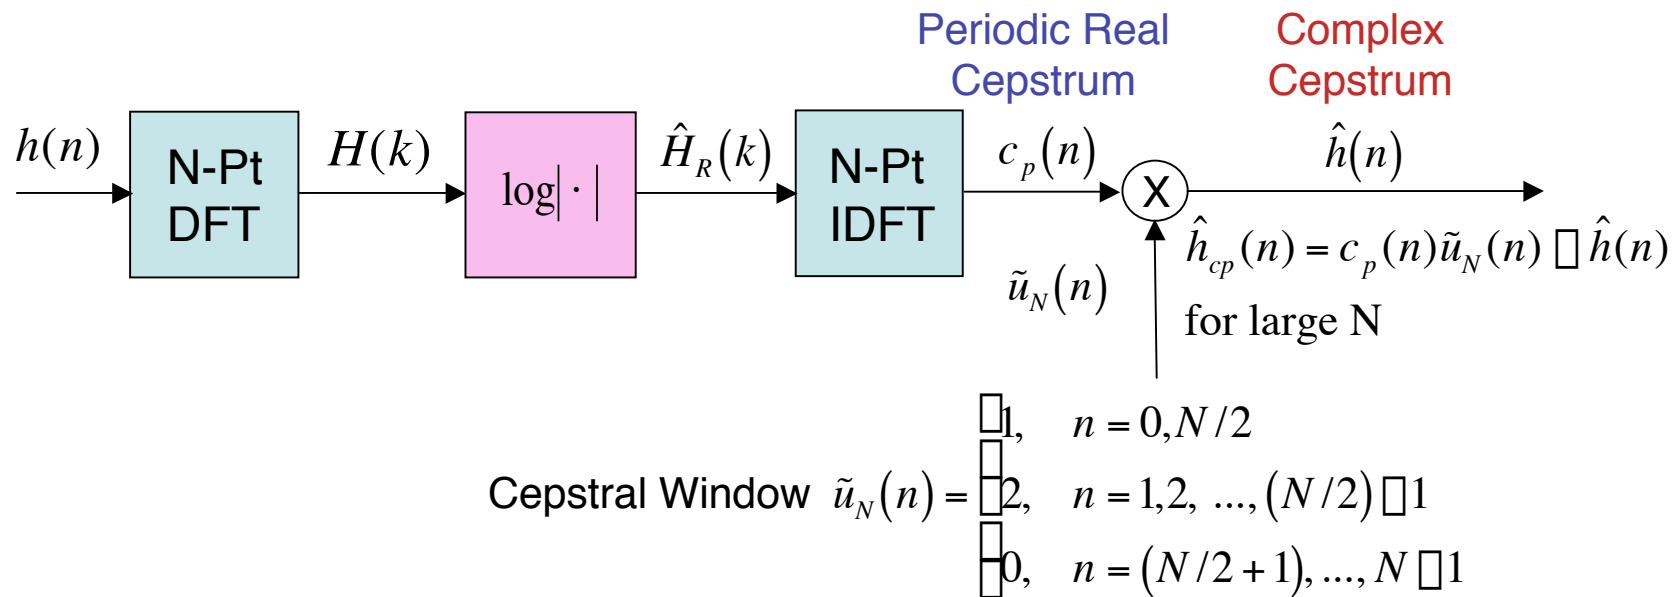 Periodic Real Cepstrum
Complex Cepstrum
h(n)
N-Pt DFT
H(k)
log| · |
Ĥ_R(k)
N-Pt IDFT
c_p(n)
X
ĥ(n)
ũ_N(n)
ĥ_cp(n) = c_p(n)ũ_N(n) □ ĥ(n)
for large N
Cepstral Window ũ_N(n) =
□1, n = 0,N/2
□2, n = 1,2, ...,(N/2) □1
□0, n = (N/2+1),..., N □1